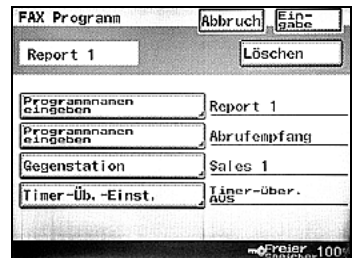 FAX Programm
Abbruch
Ein-
gabe
Report 1
Löschen
Programmnamen
eingeben
Report 1
Programmnamen
eingeben
Abrufempfang
Gegenstation
Sales 1
Timer-Üb.-Einst.
Timer-Über.
AUS
Freier
Speicher 100%